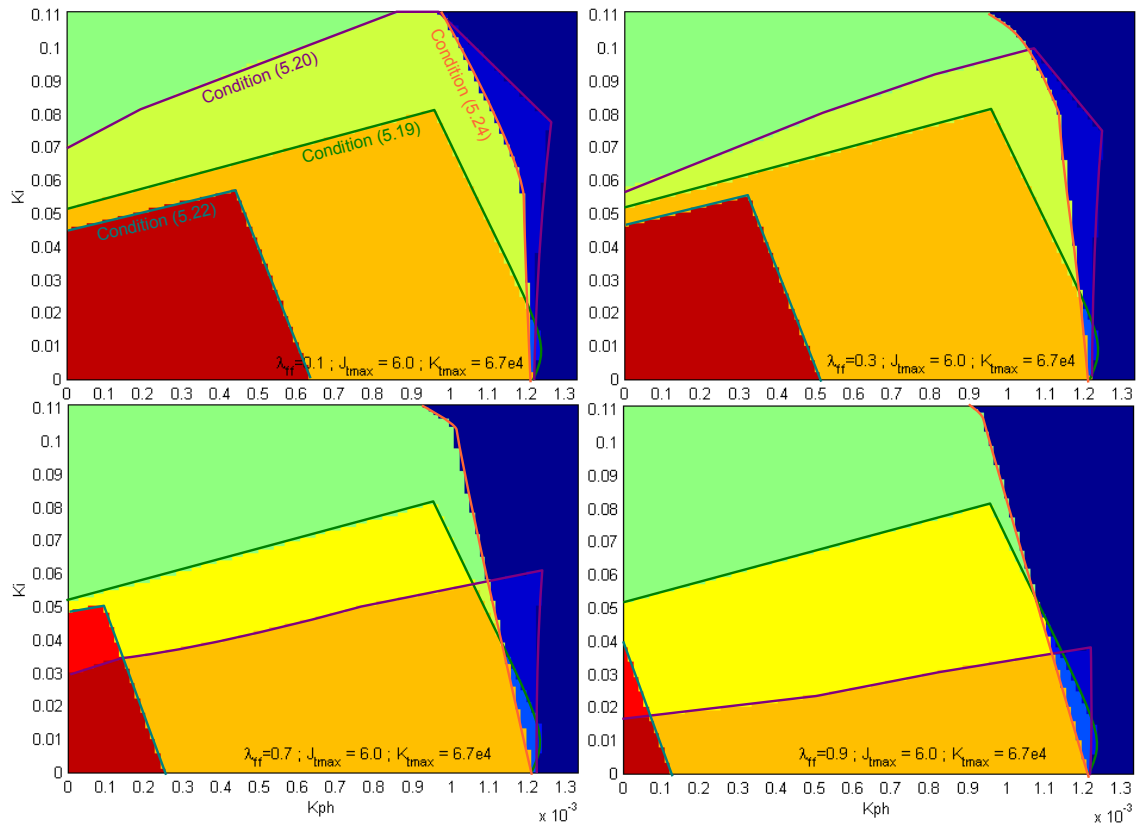 0.11
0.1
0.09
0.08
0.07
0.06
0.05
0.04
0.03
0.02
0.01
0
Ki
Condition (5.20)
Condition (5.24)
Condition (5.19)
Condition (5.22)
λff=0.1 ; Jtmax = 6.0 ; Ktmax = 6.7e4
0 0.1 0.2 0.3 0.4 0.5 0.6 0.7 0.8 0.9 1 1.1 1.2 1.3
0.11
0.1
0.09
0.08
0.07
0.06
0.05
0.04
0.03
0.02
0.01
0
λff=0.3 ; Jtmax = 6.0 ; Ktmax = 6.7e4
0 0.1 0.2 0.3 0.4 0.5 0.6 0.7 0.8 0.9 1 1.1 1.2 1.3
0.11
0.1
0.09
0.08
0.07
0.06
0.05
0.04
0.03
0.02
0.01
0
Ki
λff=0.7 ; Jtmax = 6.0 ; Ktmax = 6.7e4
0 0.1 0.2 0.3 0.4 0.5 0.6 0.7 0.8 0.9 1 1.1 1.2 1.3
Kph
x 10⁻³
0.11
0.1
0.09
0.08
0.07
0.06
0.05
0.04
0.03
0.02
0.01
0
λff=0.9 ; Jtmax = 6.0 ; Ktmax = 6.7e4
0 0.1 0.2 0.3 0.4 0.5 0.6 0.7 0.8 0.9 1 1.1 1.2 1.3
Kph
x 10⁻³